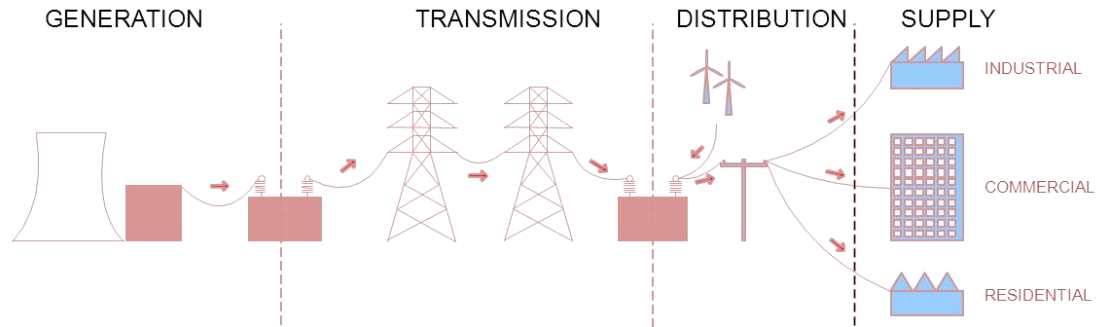 GENERATION
TRANSMISSION
DISTRIBUTION
SUPPLY
INDUSTRIAL
COMMERCIAL
RESIDENTIAL